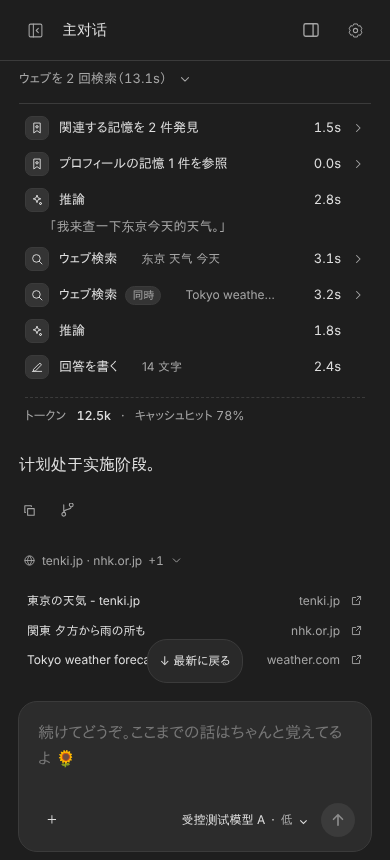 主对话
ウェブを 2 回検索（13.1s）
関連する記憶を 2 件発見 1.5s
プロフィールの記憶 1 件を参照 0.0s
推論 2.8s
「我来查一下东京今天的天气。」
ウェブ検索 东京 天气 今天 3.1s
ウェブ検索 同時 Tokyo weathe... 3.2s
推論 1.8s
回答を書く 14 文字 2.4s
トークン 12.5k · キャッシュヒット 78%
计划处于实施阶段。
tenki.jp · nhk.or.jp +1
東京の天気 - tenki.jp tenki.jp
関東 夕方から雨の所も nhk.or.jp
Tokyo weather foreca weather.com
↓ 最新に戻る
続けてどうぞ。ここまでの話はちゃんと覚えてる
よ 🌻
+ 受控测试模型 A · 低